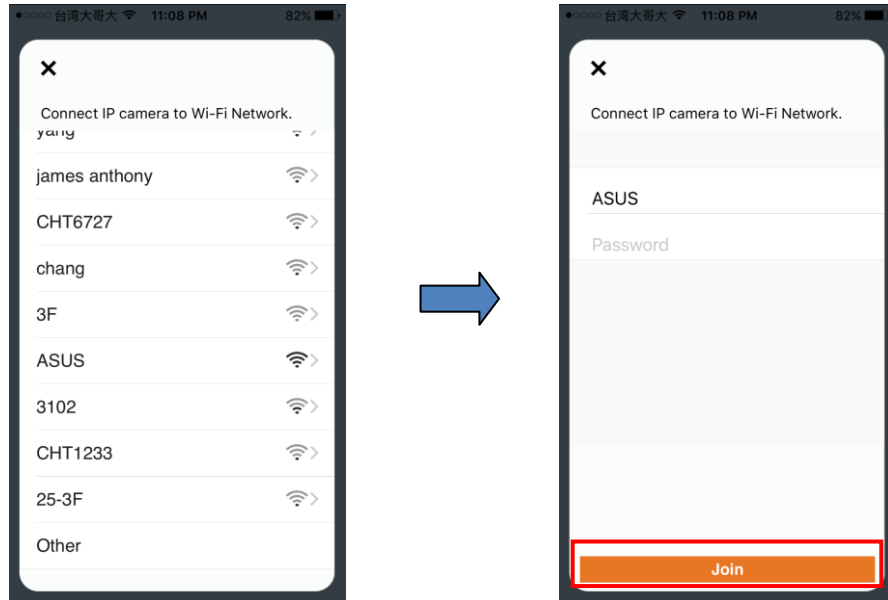 台湾大哥大 11:08 PM 82%
Connect IP camera to Wi-Fi Network.
yang
james anthony
CHT6727
chang
3F
ASUS
3102
CHT1233
25-3F
Other
台湾大哥大 11:08 PM 82%
Connect IP camera to Wi-Fi Network.
ASUS
Password
Join